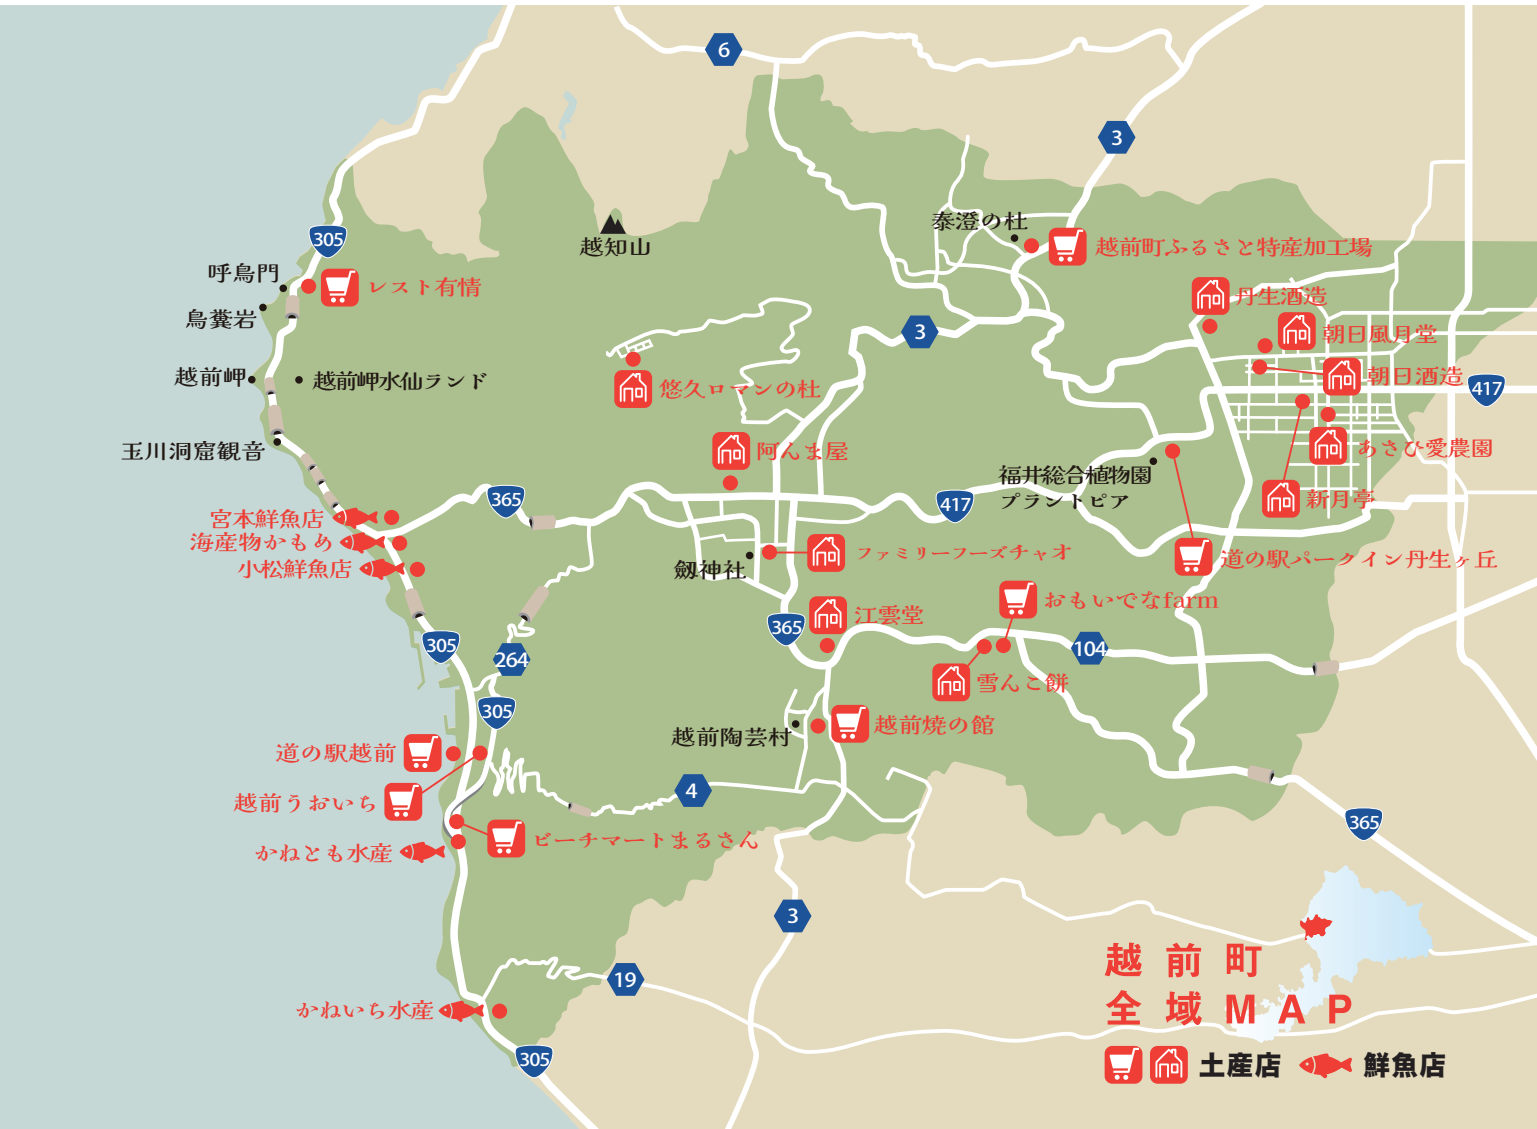 6
3
泰澄の杜
越前町ふるさと特産加工場
越知山
305
呼鳥門
レスト有情
鳥糞岩
丹生酒造
朝日風月堂
3
越前岬
越前岬水仙ランド
悠久ロマンの杜
朝日酒造
417
玉川洞窟観音
阿んま屋
あさひ愛農園
福井総合植物園
プラントピア
新月亭
365
417
宮本鮮魚店
海産物かもめ
小松鮮魚店
劔神社
ファミリーフーズチャオ
道の駅パークイン丹生ヶ丘
おもいでなfarm
江雲堂
365
305
264
104
雪んこ餅
305
越前陶芸村
越前焼の館
道の駅越前
4
越前うおいち
365
ビーチマートまるさん
かねとも水産
3
越前町
全域MAP
19
かねいち水産
305
土産店
鮮魚店